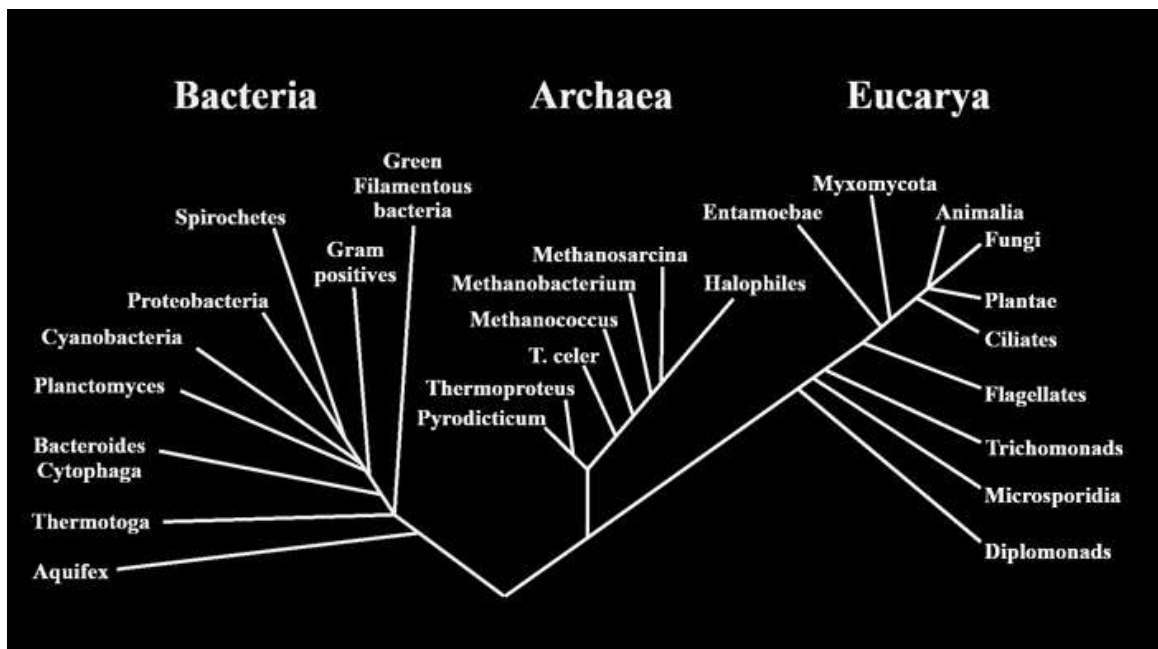 Bacteria
Archaea
Eucarya
Green
Filamentous
bacteria
Spirochetes
Gram
positives
Proteobacteria
Cyanobacteria
Planctomyces
Bacteroides
Cytophaga
Thermotoga
Aquifex
Methanosarcina
Methanobacterium
Halophiles
Methanococcus
T. celer
Thermoproteus
Pyrodicticum
Myxomycota
Entamoebae
Animalia
Fungi
Plantae
Ciliates
Flagellates
Trichomonads
Microsporidia
Diplomonads